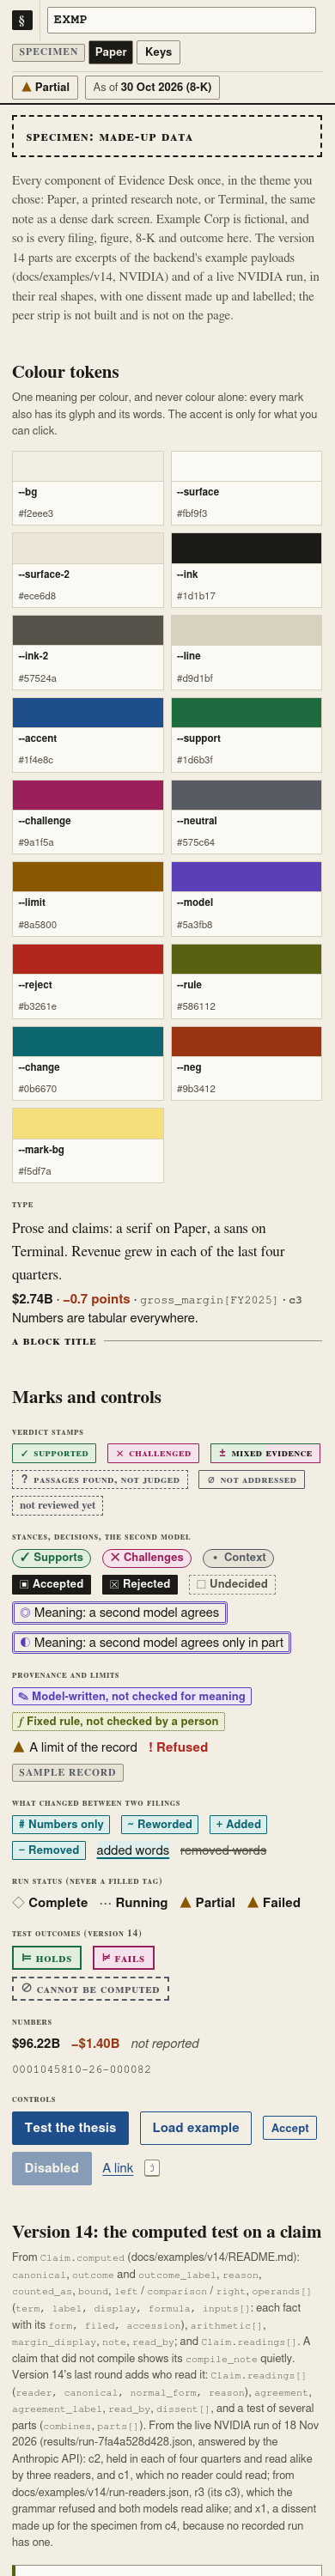 § EXMP
SPECIMEN Paper Keys
▲ Partial As of 30 Oct 2026 (8-K)
SPECIMEN: MADE-UP DATA
Every component of Evidence Desk once, in the theme you
chose: Paper, a printed research note, or Terminal, the same
note as a dense dark screen. Example Corp is fictional, and
so is every filing, figure, 8-K and outcome here. The version
14 parts are excerpts of the backend's example payloads
(docs/examples/v14, NVIDIA) and of a live NVIDIA run, in
their real shapes, with one dissent made up and labelled; the
peer strip is not built and is not on the page.
Colour tokens
One meaning per colour, and never colour alone: every mark
also has its glyph and its words. The accent is only for what you
can click.
--bg --surface
#f2eee3 #fbf9f3
--surface-2 --ink
#ece6d8 #1d1b17
--ink-2 --line
#57524a #d9d1bf
--accent --support
#1f4e8c #1d6b3f
--challenge --neutral
#9a1f5a #575c64
--limit --model
#8a5800 #5a3fb8
--reject --rule
#b3261e #586112
--change --neg
#0b6670 #9b3412
--mark-bg
#f5df7a
TYPE
Prose and claims: a serif on Paper, a sans on
Terminal. Revenue grew in each of the last four
quarters.
$2.74B · −0.7 points · gross_margin[FY2025] · c3
Numbers are tabular everywhere.
A BLOCK TITLE
Marks and controls
VERDICT STAMPS
✓ SUPPORTED × CHALLENGED ± MIXED EVIDENCE
? PASSAGES FOUND, NOT JUDGED ∅ NOT ADDRESSED
not reviewed yet
STANCES, DECISIONS, THE SECOND MODEL
✓ Supports ✕ Challenges • Context
▣ Accepted ☒ Rejected □ Undecided
◎ Meaning: a second model agrees
◐ Meaning: a second model agrees only in part
PROVENANCE AND LIMITS
✎ Model-written, not checked for meaning
ƒ Fixed rule, not checked by a person
▲ A limit of the record ! Refused
SAMPLE RECORD
WHAT CHANGED BETWEEN TWO FILINGS
# Numbers only ~ Reworded + Added
− Removed added words removed words
RUN STATUS (NEVER A FILLED TAG)
◇ Complete ··· Running ▲ Partial ▲ Failed
TEST OUTCOMES (VERSION 14)
⊨ HOLDS ⊭ FAILS
⊘ CANNOT BE COMPUTED
NUMBERS
$96.22B −$1.40B not reported
0001045810-26-000082
CONTROLS
Test the thesis Load example Accept
Disabled A link j
Version 14: the computed test on a claim
From Claim.computed (docs/examples/v14/README.md):
canonical, outcome and outcome_label, reason,
counted_as, bound, left / comparison / right, operands[]
(term, label, display, formula, inputs[]: each fact
with its form, filed, accession), arithmetic[],
margin_display, note, read_by; and Claim.readings[]. A
claim that did not compile shows its compile_note quietly.
Version 14's last round adds who read it: Claim.readings[]
(reader, canonical, normal_form, reason), agreement,
agreement_label, read_by, dissent[], and a test of several
parts (combines, parts[]). From the live NVIDIA run of 18 Nov
2026 (results/run-7fa4a528d428.json, answered by the
Anthropic API): c2, held in each of four quarters and read alike
by three readers, and c1, which no reader could read; from
docs/examples/v14/run-readers.json, r3 (its c3), which the
grammar refused and both models read alike; and x1, a dissent
made up for the specimen from c4, because no recorded run
has one.